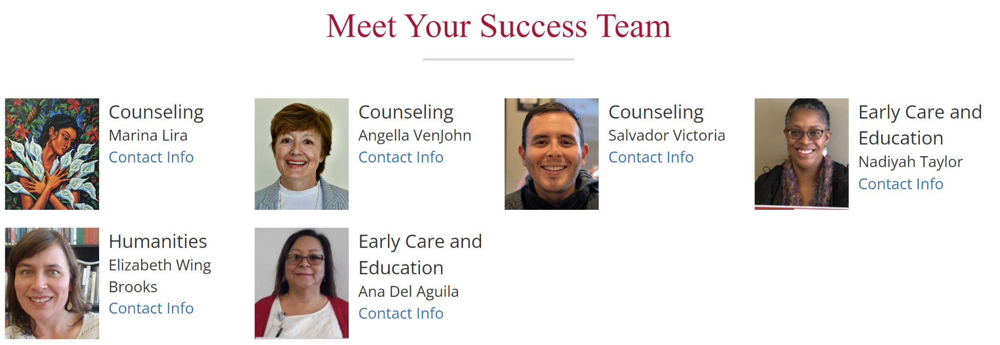 Meet Your Success Team
Counseling
Marina Lira
Contact Info
Counseling
Angella VenJohn
Contact Info
Counseling
Salvador Victoria
Contact Info
Early Care and
Education
Nadiyah Taylor
Contact Info
Humanities
Elizabeth Wing
Brooks
Contact Info
Early Care and
Education
Ana Del Aguila
Contact Info